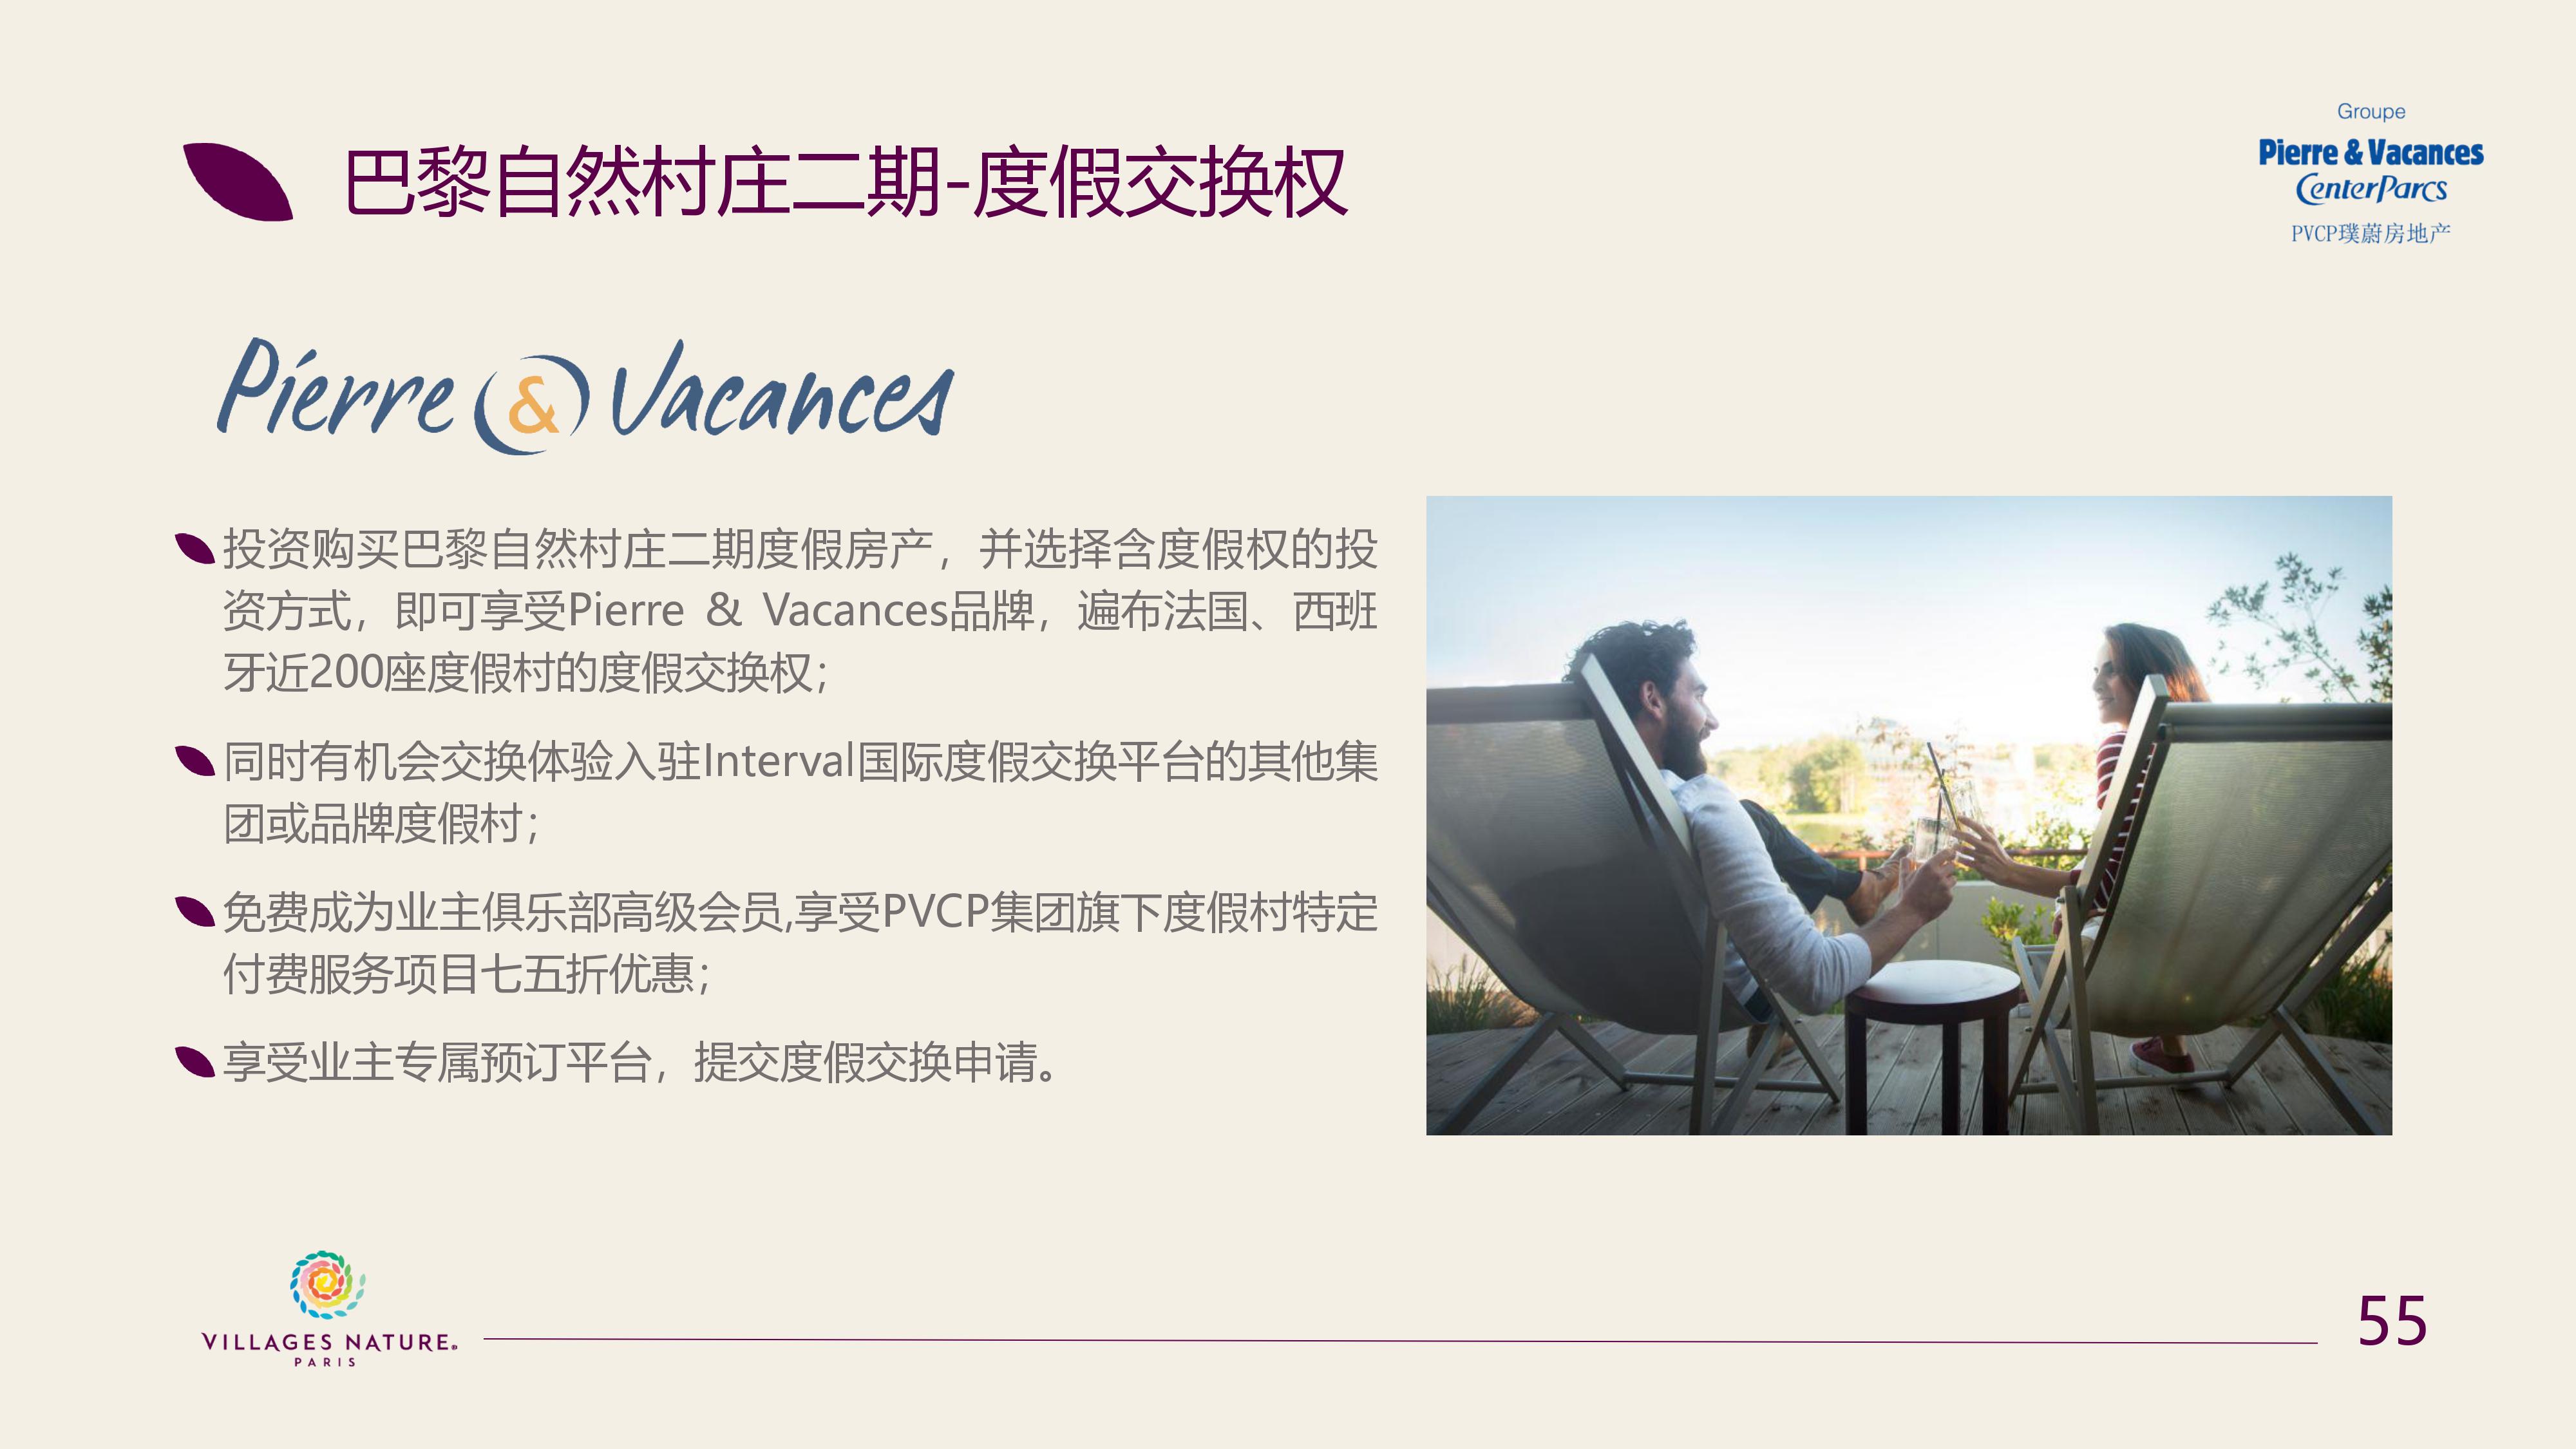 巴黎自然村庄二期-度假交换权
Groupe
Pierre & Vacances
CenterParcs
PVCP璞蔚房地产
Pierre & Vacances
投资购买巴黎自然村庄二期度假房产，并选择含度假权的投
资方式，即可享受Pierre & Vacances品牌，遍布法国、西班
牙近200座度假村的度假交换权；
同时有机会交换体验入驻Interval国际度假交换平台的其他集
团或品牌度假村；
免费成为业主俱乐部高级会员,享受PVCP集团旗下度假村特定
付费服务项目七五折优惠；
享受业主专属预订平台，提交度假交换申请。
VILLAGES NATURE®
PARIS
55